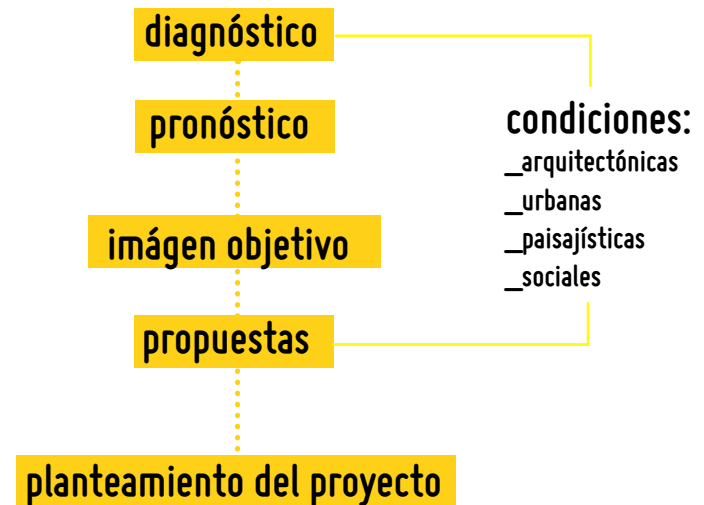 diagnóstico
pronóstico
imágen objetivo
propuestas
planteamiento del proyecto
condiciones:
_arquitectónicas
_urbanas
_paisajísticas
_sociales